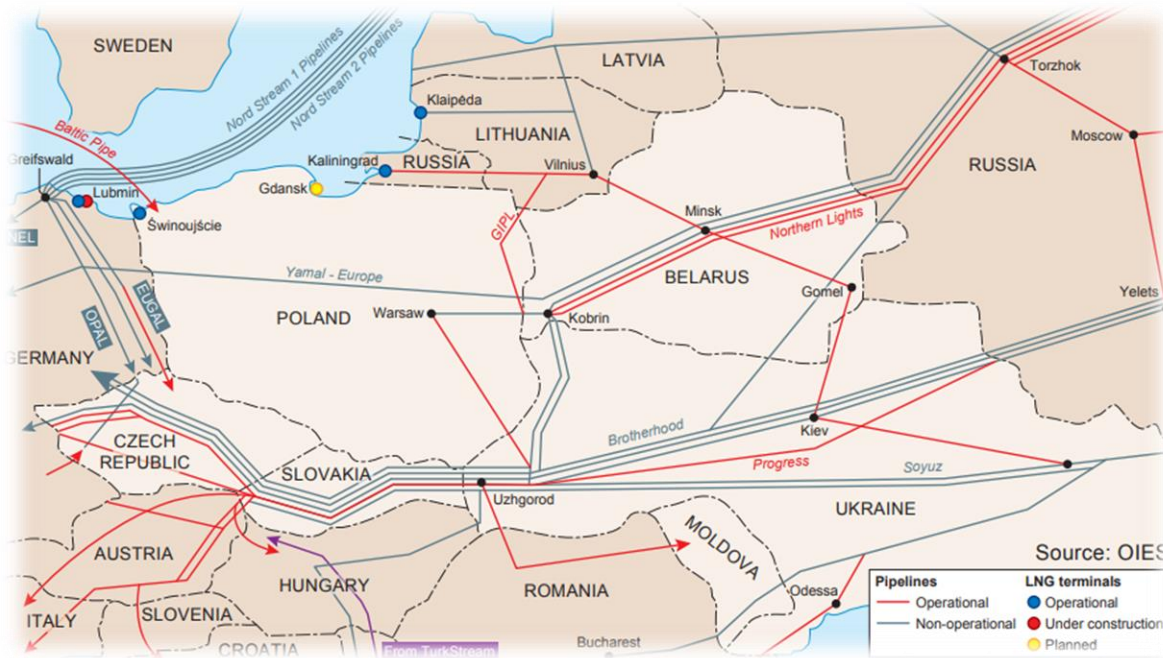 SWEDEN
Nord Stream 1 Pipelines
Nord Stream 2 Pipelines
LATVIA
Torzhok
Klaipėda
Moscow
Baltic Pipe
LITHUANIA
Greifswald
Kaliningrad
RUSSIA
Vilnius
RUSSIA
Lubmin
Gdansk
Świnoujście
Minsk
Northern Lights
NEL
GIPL
Yamal - Europe
BELARUS
Gomel
Yelets
EUGAL
OPAL
POLAND
Warsaw
Kobrin
GERMANY
Brotherhood
Kiev
CZECH
REPUBLIC
SLOVAKIA
Progress
Soyuz
Uzhgorod
UKRAINE
MOLDOVA
AUSTRIA
HUNGARY
ROMANIA
Odessa
ITALY
SLOVENIA
CROATIA
Bucharest
From TurkStream
Source: OIES
Pipelines
Operational
Non-operational
LNG terminals
Operational
Under construction
Planned